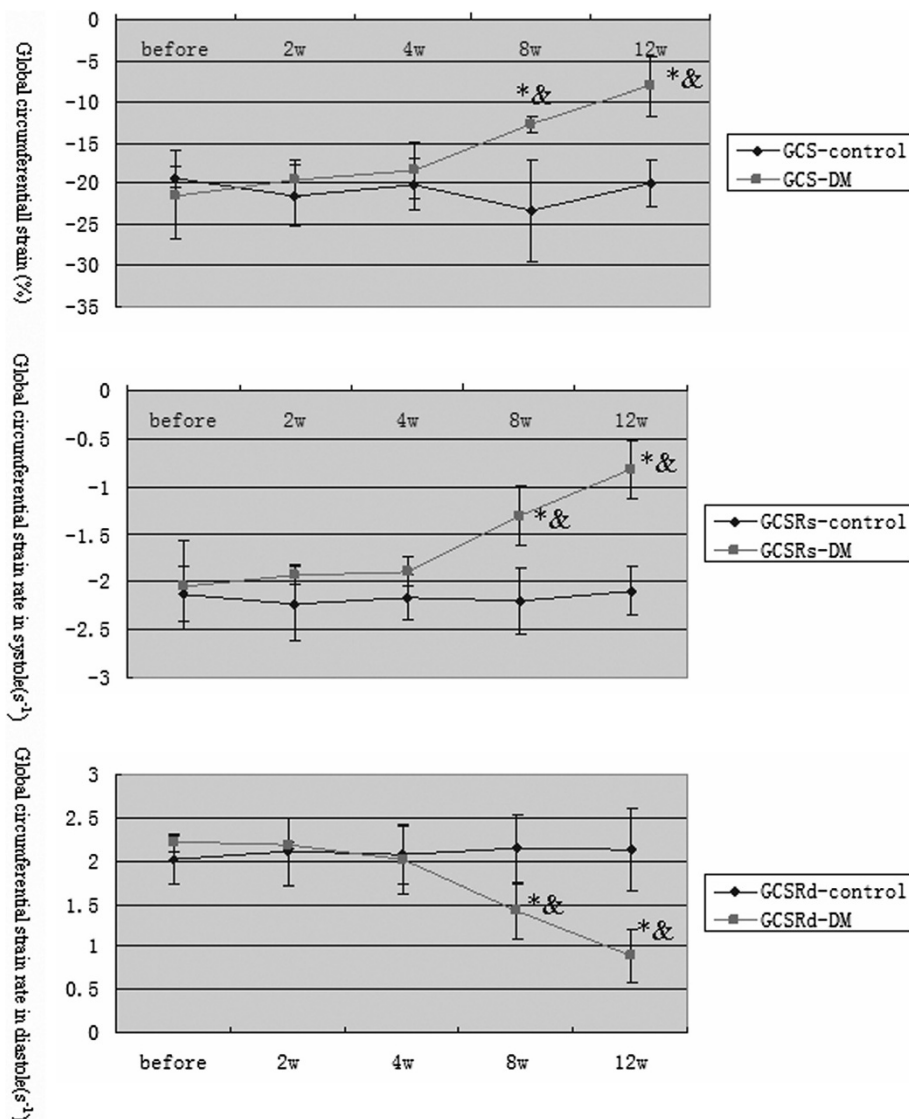 Global circumferentiall strain (%)
0
-5
-10
-15
-20
-25
-30
-35
before 2w 4w 8w 12w
*& *&
GCS-control
GCS-DM
Global circumferential strain rate in systole(s⁻¹)
0
-0.5
-1
-1.5
-2
-2.5
-3
before 2w 4w 8w 12w
*& *&
GCSRs-control
GCSRs-DM
Global circumferential strain rate in diastole(s⁻¹)
3
2.5
2
1.5
1
0.5
0
*& *&
before 2w 4w 8w 12w
GCSRd-control
GCSRd-DM